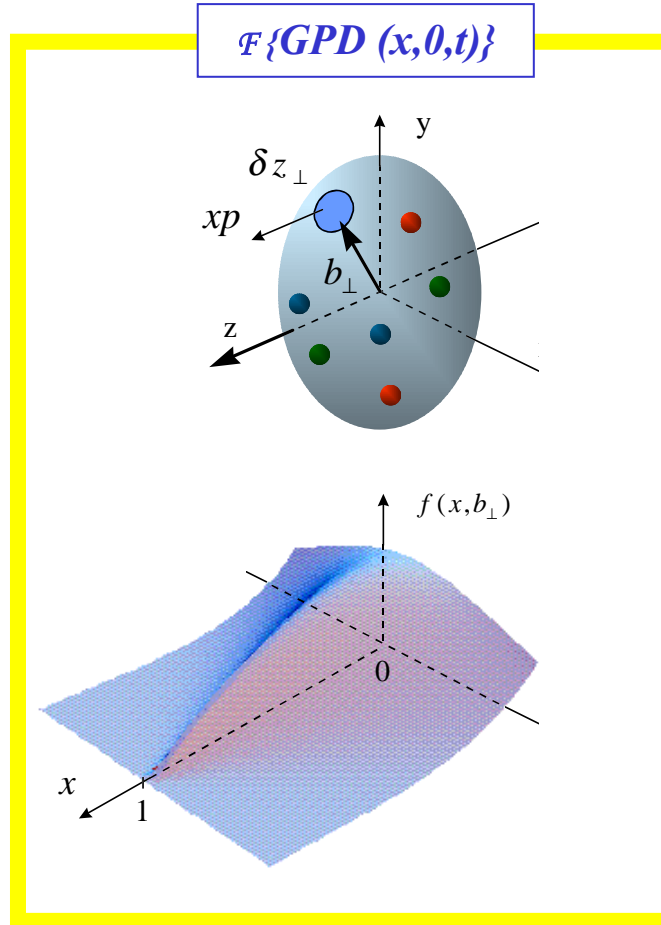 ℱ{GPD (x,0,t)}
y
δz⊥
xp
b⊥
z
f(x,b⊥)
0
x
1